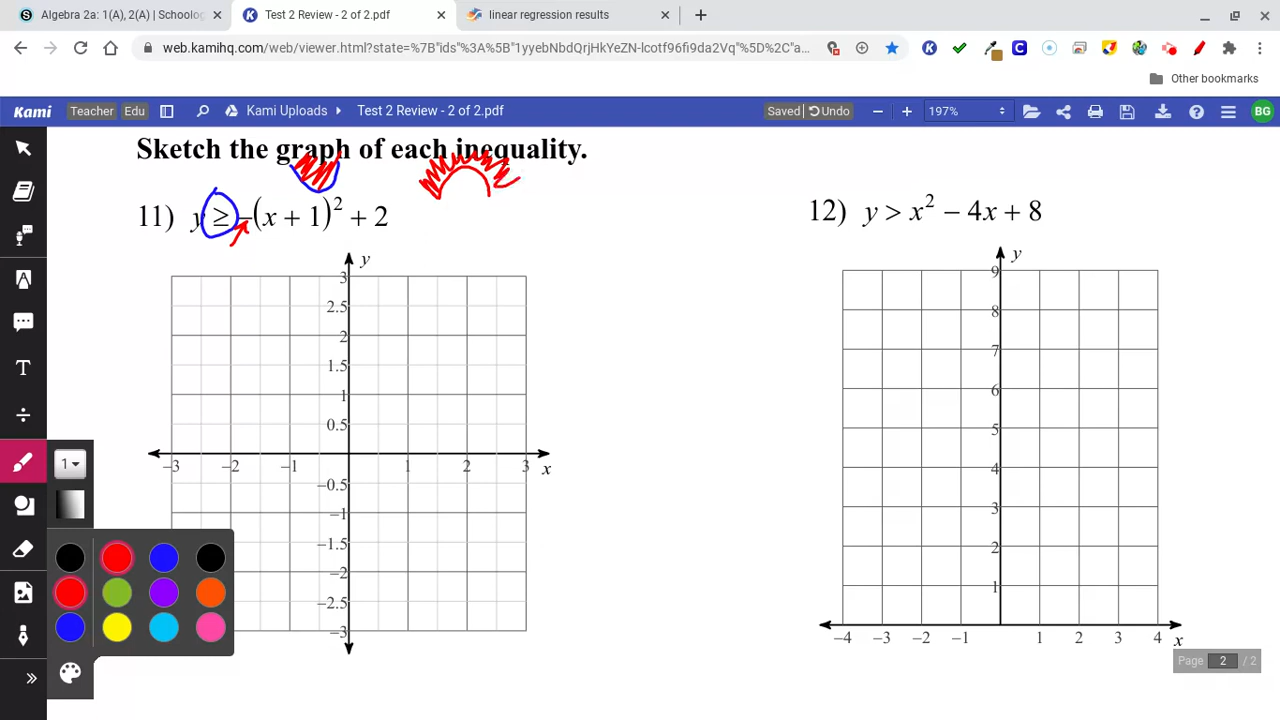 Algebra 2a: 1(A), 2(A) | Schoolog
Test 2 Review - 2 of 2.pdf
linear regression results
web.kamihq.com/web/viewer.html?state=%7B"ids"%3A%5B"1yyebNbdQrjHkYeZN-lcotf96fi9da2Vq"%5D%2C"a...
Other bookmarks
Kami Teacher Edu Kami Uploads Test 2 Review - 2 of 2.pdf Saved Undo 197% BG
Sketch the graph of each inequality.
11) y ≥ −(x + 1)² + 2
12) y > x² − 4x + 8
y
3
2.5
2
1.5
1
0.5
−3 −2 −1 1 2 3 x
−0.5
−1
−1.5
−2
−2.5
−3
y
9
8
7
6
5
4
3
2
1
−4 −3 −2 −1 1 2 3 4 x
T
1
Page 2 / 2